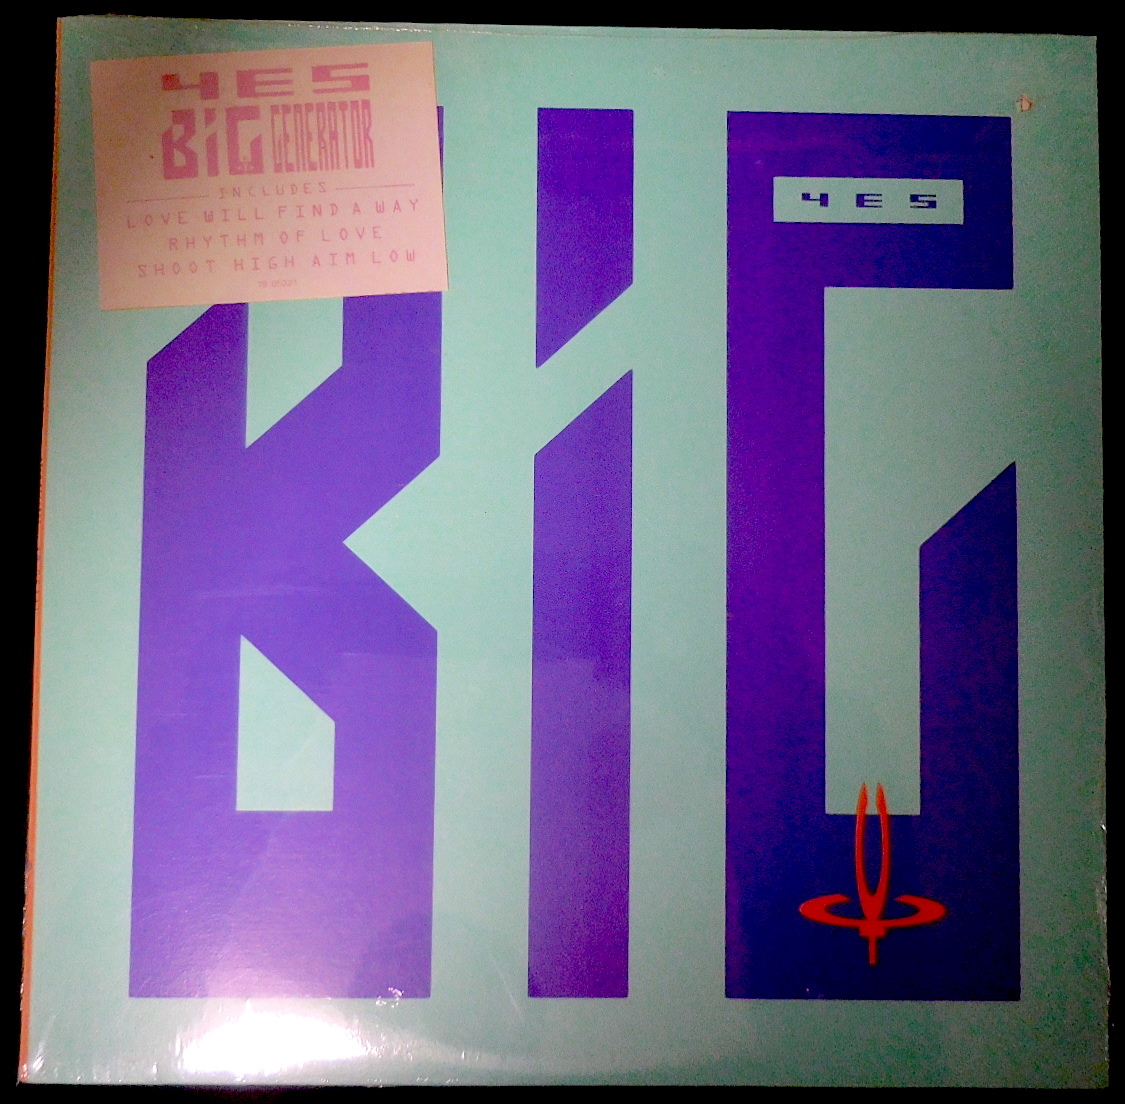 YES
BiG GENERATOR
INCLUDES
LOVE WILL FIND A WAY
RHYTHM OF LOVE
SHOOT HIGH AIM LOW
YES
BiG